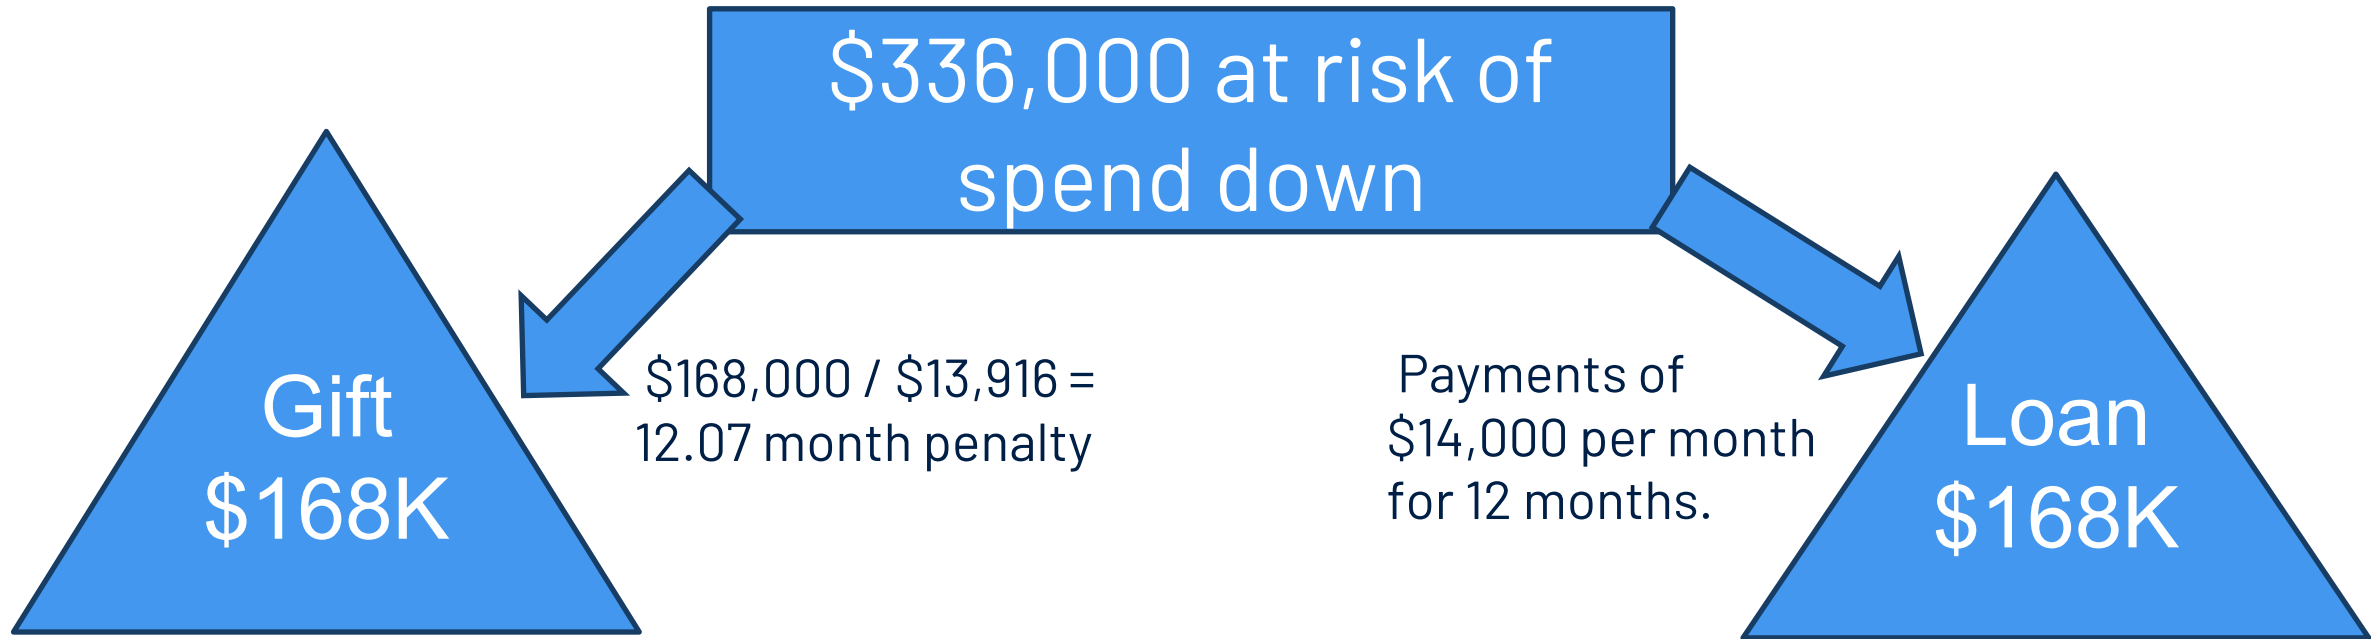 $336,000 at risk of
spend down
Gift
$168K
$168,000 / $13,916 =
12.07 month penalty
Payments of
$14,000 per month
for 12 months.
Loan
$168K